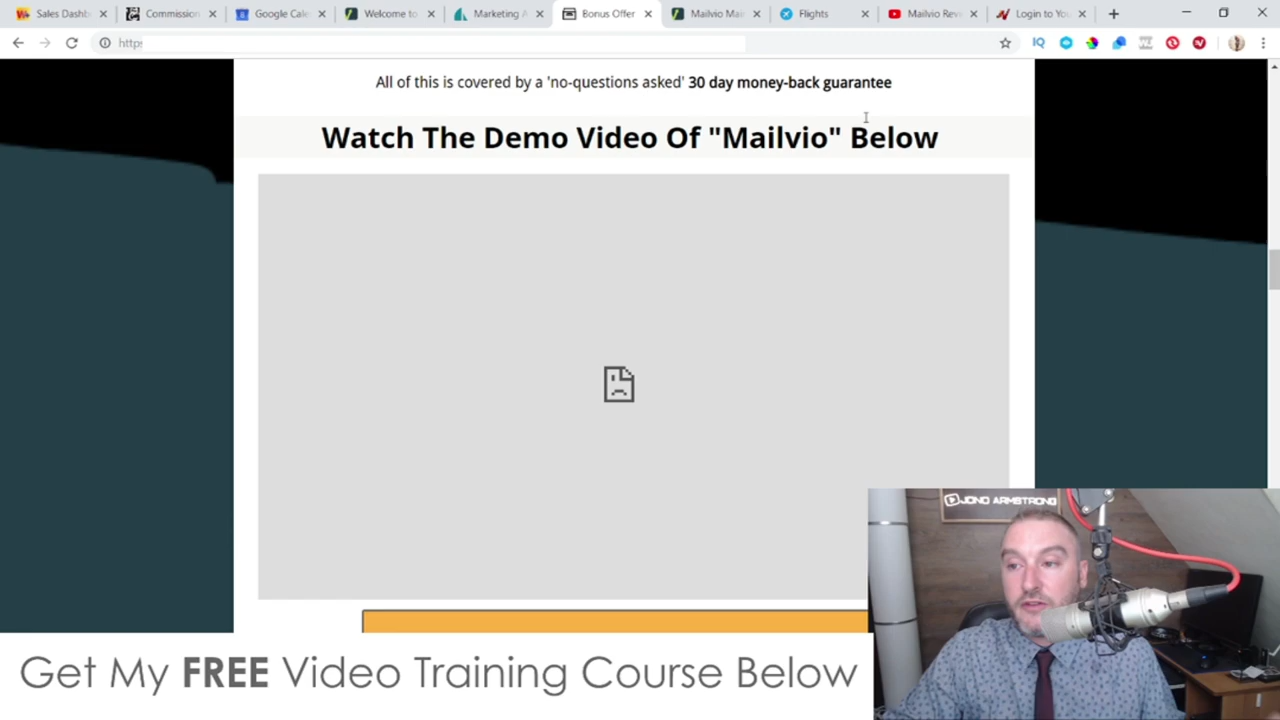 Sales Dashb
Commission
Google Cale
Welcome to
Marketing A
Bonus Offer
Mailvio Mai
Flights
Mailvio Rev
Login to You
https
All of this is covered by a 'no-questions asked' 30 day money-back guarantee
Watch The Demo Video Of "Mailvio" Below
JONO ARMSTRONG
Get My FREE Video Training Course Below